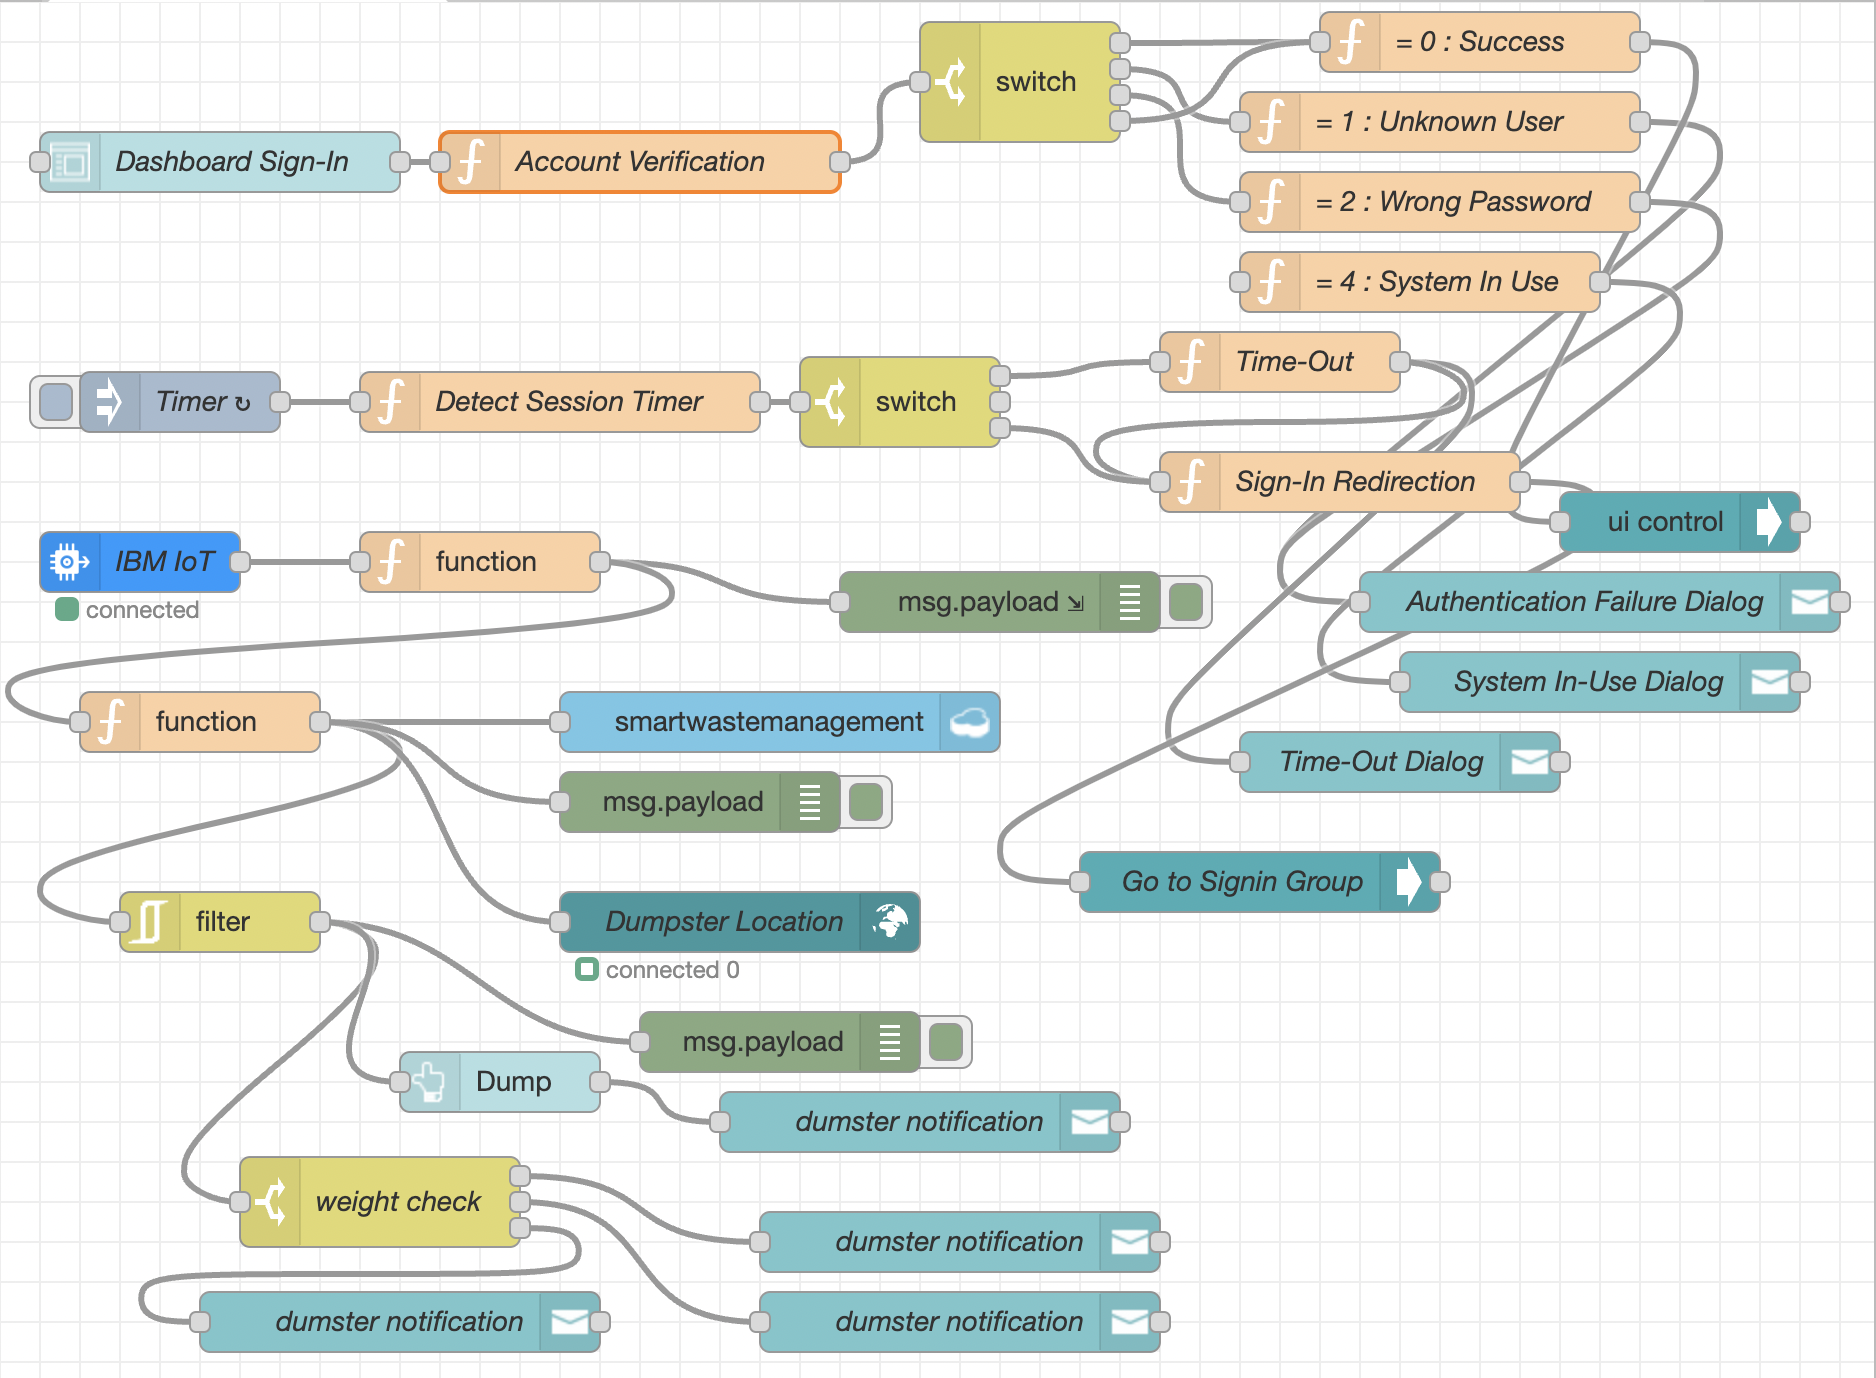 switch
= 0 : Success
= 1 : Unknown User
Dashboard Sign-In
Account Verification
= 2 : Wrong Password
= 4 : System In Use
Time-Out
Timer ↻
Detect Session Timer
switch
Sign-In Redirection
ui control
IBM IoT
function
connected
msg.payload ⇲
Authentication Failure Dialog
System In-Use Dialog
function
smartwastemanagement
Time-Out Dialog
msg.payload
Go to Signin Group
filter
Dumpster Location
connected 0
msg.payload
Dump
dumster notification
weight check
dumster notification
dumster notification
dumster notification